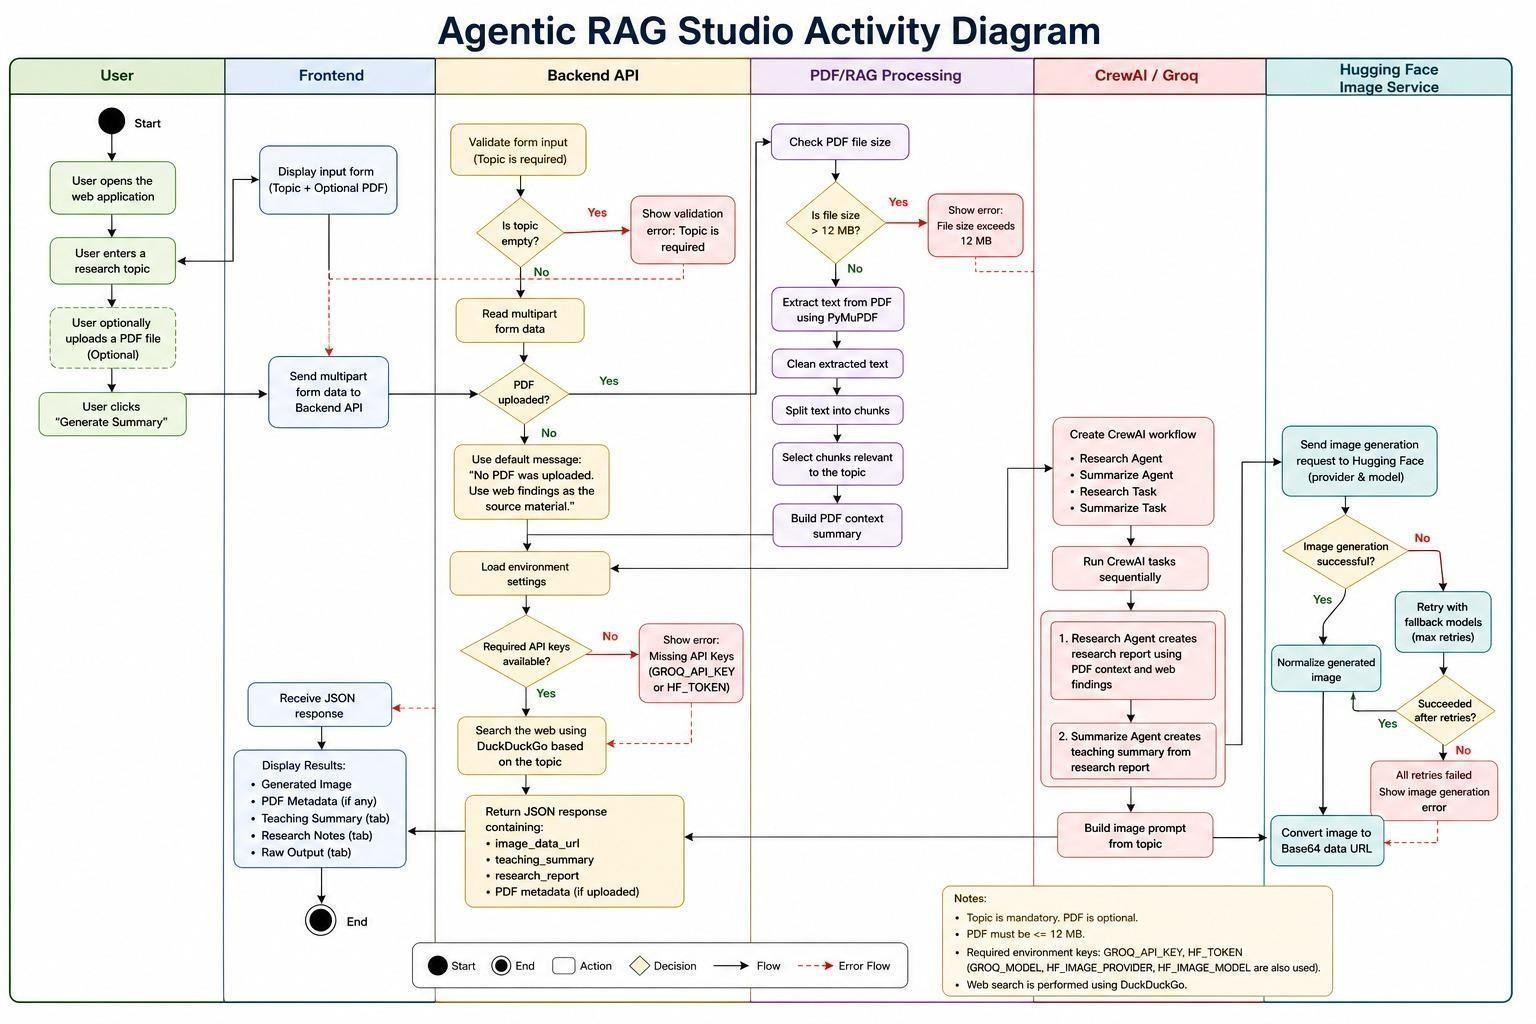 Agentic RAG Studio Activity Diagram
User
Frontend
Backend API
PDF/RAG Processing
CrewAI / Groq
Hugging Face
Image Service
Start
User opens the
web application
User enters a
research topic
User optionally
uploads a PDF file
(Optional)
User clicks
“Generate Summary”
Display input form
(Topic + Optional PDF)
Send multipart
form data to
Backend API
Receive JSON
response
Display Results:
• Generated Image
• PDF Metadata (if any)
• Teaching Summary (tab)
• Research Notes (tab)
• Raw Output (tab)
End
Validate form input
(Topic is required)
Is topic
empty?
Yes
Show validation
error: Topic is
required
No
Read multipart
form data
PDF
uploaded?
Yes
No
Use default message:
“No PDF was uploaded.
Use web findings as the
source material.”
Load environment
settings
Required API keys
available?
No
Show error:
Missing API Keys
(GROQ_API_KEY
or HF_TOKEN)
Yes
Search the web using
DuckDuckGo based
on the topic
Return JSON response
containing:
• image_data_url
• teaching_summary
• research_report
• PDF metadata (if uploaded)
Check PDF file size
Is file size
> 12 MB?
Yes
Show error:
File size exceeds
12 MB
No
Extract text from PDF
using PyMuPDF
Clean extracted text
Split text into chunks
Select chunks relevant
to the topic
Build PDF context
summary
Create CrewAI workflow
• Research Agent
• Summarize Agent
• Research Task
• Summarize Task
Run CrewAI tasks
sequentially
1. Research Agent creates
research report using
PDF context and web
findings
2. Summarize Agent creates
teaching summary from
research report
Build image prompt
from topic
Send image generation
request to Hugging Face
(provider & model)
Image generation
successful?
No
Yes
Retry with
fallback models
(max retries)
Normalize generated
image
Succeeded
after retries?
Yes
No
All retries failed
Show image generation
error
Convert image to
Base64 data URL
Notes:
• Topic is mandatory. PDF is optional.
• PDF must be <= 12 MB.
• Required environment keys: GROQ_API_KEY, HF_TOKEN
(GROQ_MODEL, HF_IMAGE_PROVIDER, HF_IMAGE_MODEL are also used).
• Web search is performed using DuckDuckGo.
Start
End
Action
Decision
Flow
Error Flow